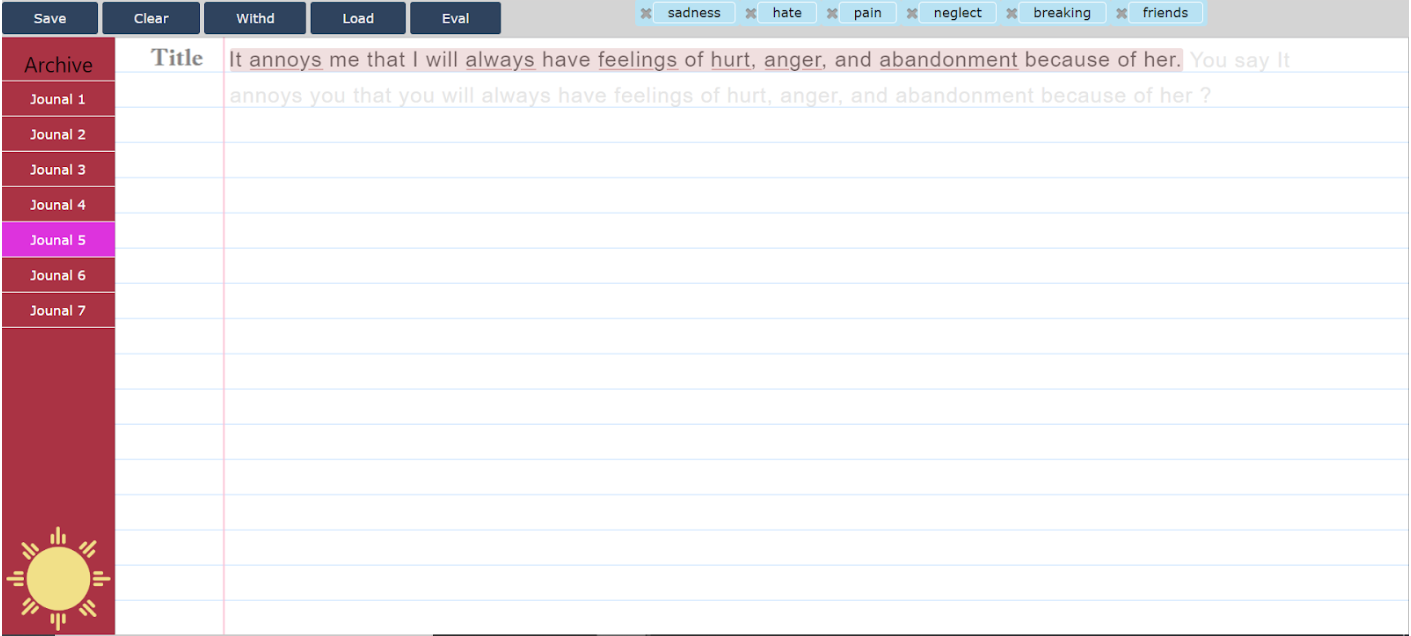 Save Clear Withd Load Eval
✖ sadness ✖ hate ✖ pain ✖ neglect ✖ breaking ✖ friends
Archive
Jounal 1
Jounal 2
Jounal 3
Jounal 4
Jounal 5
Jounal 6
Jounal 7
Title
It annoys me that I will always have feelings of hurt, anger, and abandonment because of her. You say It
annoys you that you will always have feelings of hurt, anger, and abandonment because of her ?